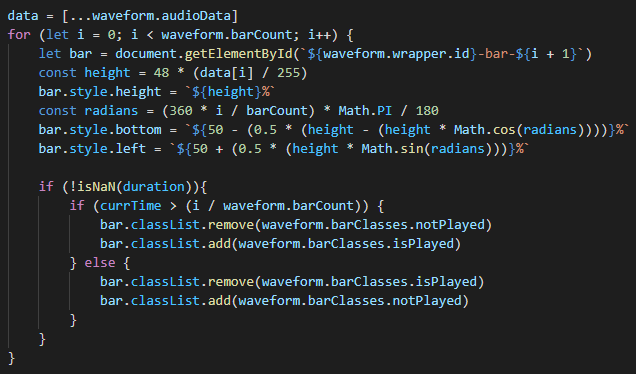 data = [...waveform.audioData]
for (let i = 0; i < waveform.barCount; i++) {
    let bar = document.getElementById(`${waveform.wrapper.id}-bar-${i + 1}`)
    const height = 48 * (data[i] / 255)
    bar.style.height = `${height}%`
    const radians = (360 * i / barCount) * Math.PI / 180
    bar.style.bottom = `${50 - (0.5 * (height - (height * Math.cos(radians))))}%`
    bar.style.left = `${50 + (0.5 * (height * Math.sin(radians)))}%`

    if (!isNaN(duration)){
        if (currTime > (i / waveform.barCount)) {
            bar.classList.remove(waveform.barClasses.notPlayed)
            bar.classList.add(waveform.barClasses.isPlayed)
        } else {
            bar.classList.remove(waveform.barClasses.isPlayed)
            bar.classList.add(waveform.barClasses.notPlayed)
        }
    }
}